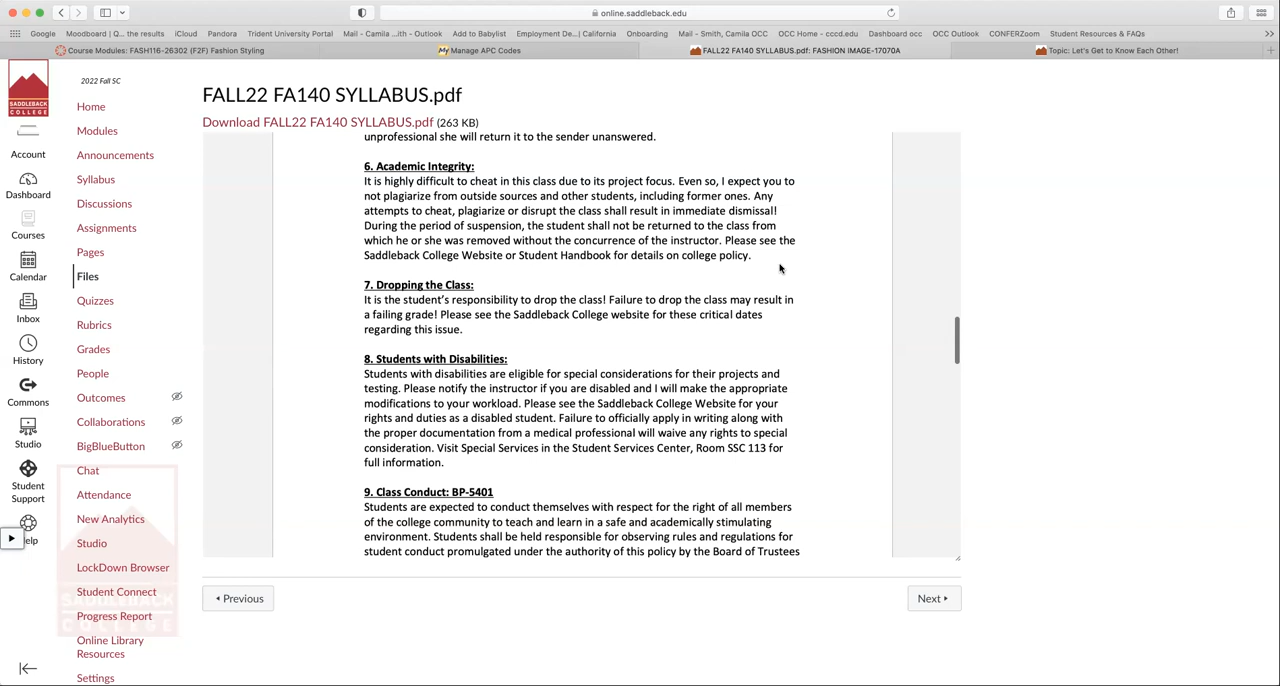 online.saddleback.edu
Google
Moodboard | Q... the results
iCloud
Pandora
Trident University Portal
Mail - Camila ...ith - Outlook
Add to Babylist
Employment De...| California
Onboarding
Mail - Smith, Camila OCC
OCC Home - cccd.edu
Dashboard occ
OCC Outlook
CONFERZoom
Student Resources & FAQs
Course Modules: FASH116-26302 (F2F) Fashion Styling
Manage APC Codes
FALL22 FA140 SYLLABUS.pdf: FASHION IMAGE-17070A
Topic: Let's Get to Know Each Other!
SADDLEBACK
COLLEGE
Account
Dashboard
Courses
Calendar
Inbox
History
Commons
Studio
Student
Support
elp
2022 Fall SC
Home
Modules
Announcements
Syllabus
Discussions
Assignments
Pages
Files
Quizzes
Rubrics
Grades
People
Outcomes
Collaborations
BigBlueButton
Chat
Attendance
New Analytics
Studio
LockDown Browser
Student Connect
Progress Report
Online Library
Resources
Settings
SADDLEBACK
COLLEGE
FALL22 FA140 SYLLABUS.pdf
Download FALL22 FA140 SYLLABUS.pdf (263 KB)
unprofessional she will return it to the sender unanswered.
6. Academic Integrity:
It is highly difficult to cheat in this class due to its project focus. Even so, I expect you to
not plagiarize from outside sources and other students, including former ones. Any
attempts to cheat, plagiarize or disrupt the class shall result in immediate dismissal!
During the period of suspension, the student shall not be returned to the class from
which he or she was removed without the concurrence of the instructor. Please see the
Saddleback College Website or Student Handbook for details on college policy.
7. Dropping the Class:
It is the student's responsibility to drop the class! Failure to drop the class may result in
a failing grade! Please see the Saddleback College website for these critical dates
regarding this issue.
8. Students with Disabilities:
Students with disabilities are eligible for special considerations for their projects and
testing. Please notify the instructor if you are disabled and I will make the appropriate
modifications to your workload. Please see the Saddleback College Website for your
rights and duties as a disabled student. Failure to officially apply in writing along with
the proper documentation from a medical professional will waive any rights to special
consideration. Visit Special Services in the Student Services Center, Room SSC 113 for
full information.
9. Class Conduct: BP-5401
Students are expected to conduct themselves with respect for the right of all members
of the college community to teach and learn in a safe and academically stimulating
environment. Students shall be held responsible for observing rules and regulations for
student conduct promulgated under the authority of this policy by the Board of Trustees
Previous
Next